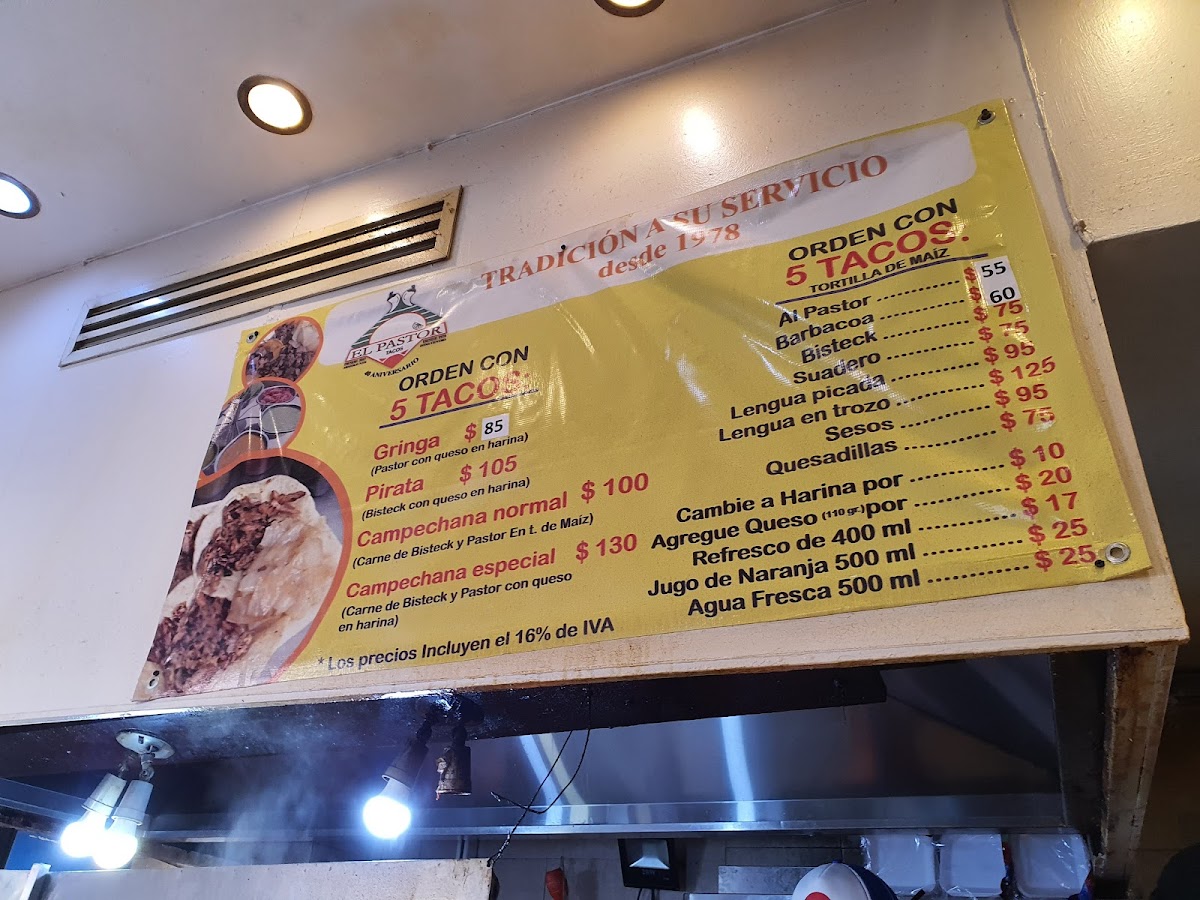 TRADICIÓN A SU SERVICIO
desde 1978
EL PASTOR
TACOS
ANIVERSARIO
ORDEN CON
5 TACOS.
Gringa $ 85
(Pastor con queso en harina)
Pirata $ 105
(Bisteck con queso en harina)
Campechana normal $ 100
(Carne de Bisteck y Pastor En t. de Maíz)
Campechana especial $ 130
(Carne de Bisteck y Pastor con queso
en harina)
* Los precios Incluyen el 16% de IVA
ORDEN CON
5 TACOS.
TORTILLA DE MAÍZ
Al Pastor ........... $ 55
Barbacoa ........... $ 60
Bisteck ........... $ 75
Suadero ........... $ 75
Lengua picada ........... $ 95
Lengua en trozo ........... $ 125
Sesos ........... $ 95
Quesadillas ........... $ 75
Cambie a Harina por ........... $ 10
Agregue Queso (110 gr.) por ........... $ 20
Refresco de 400 ml ........... $ 17
Jugo de Naranja 500 ml ........... $ 25
Agua Fresca 500 ml ........... $ 25